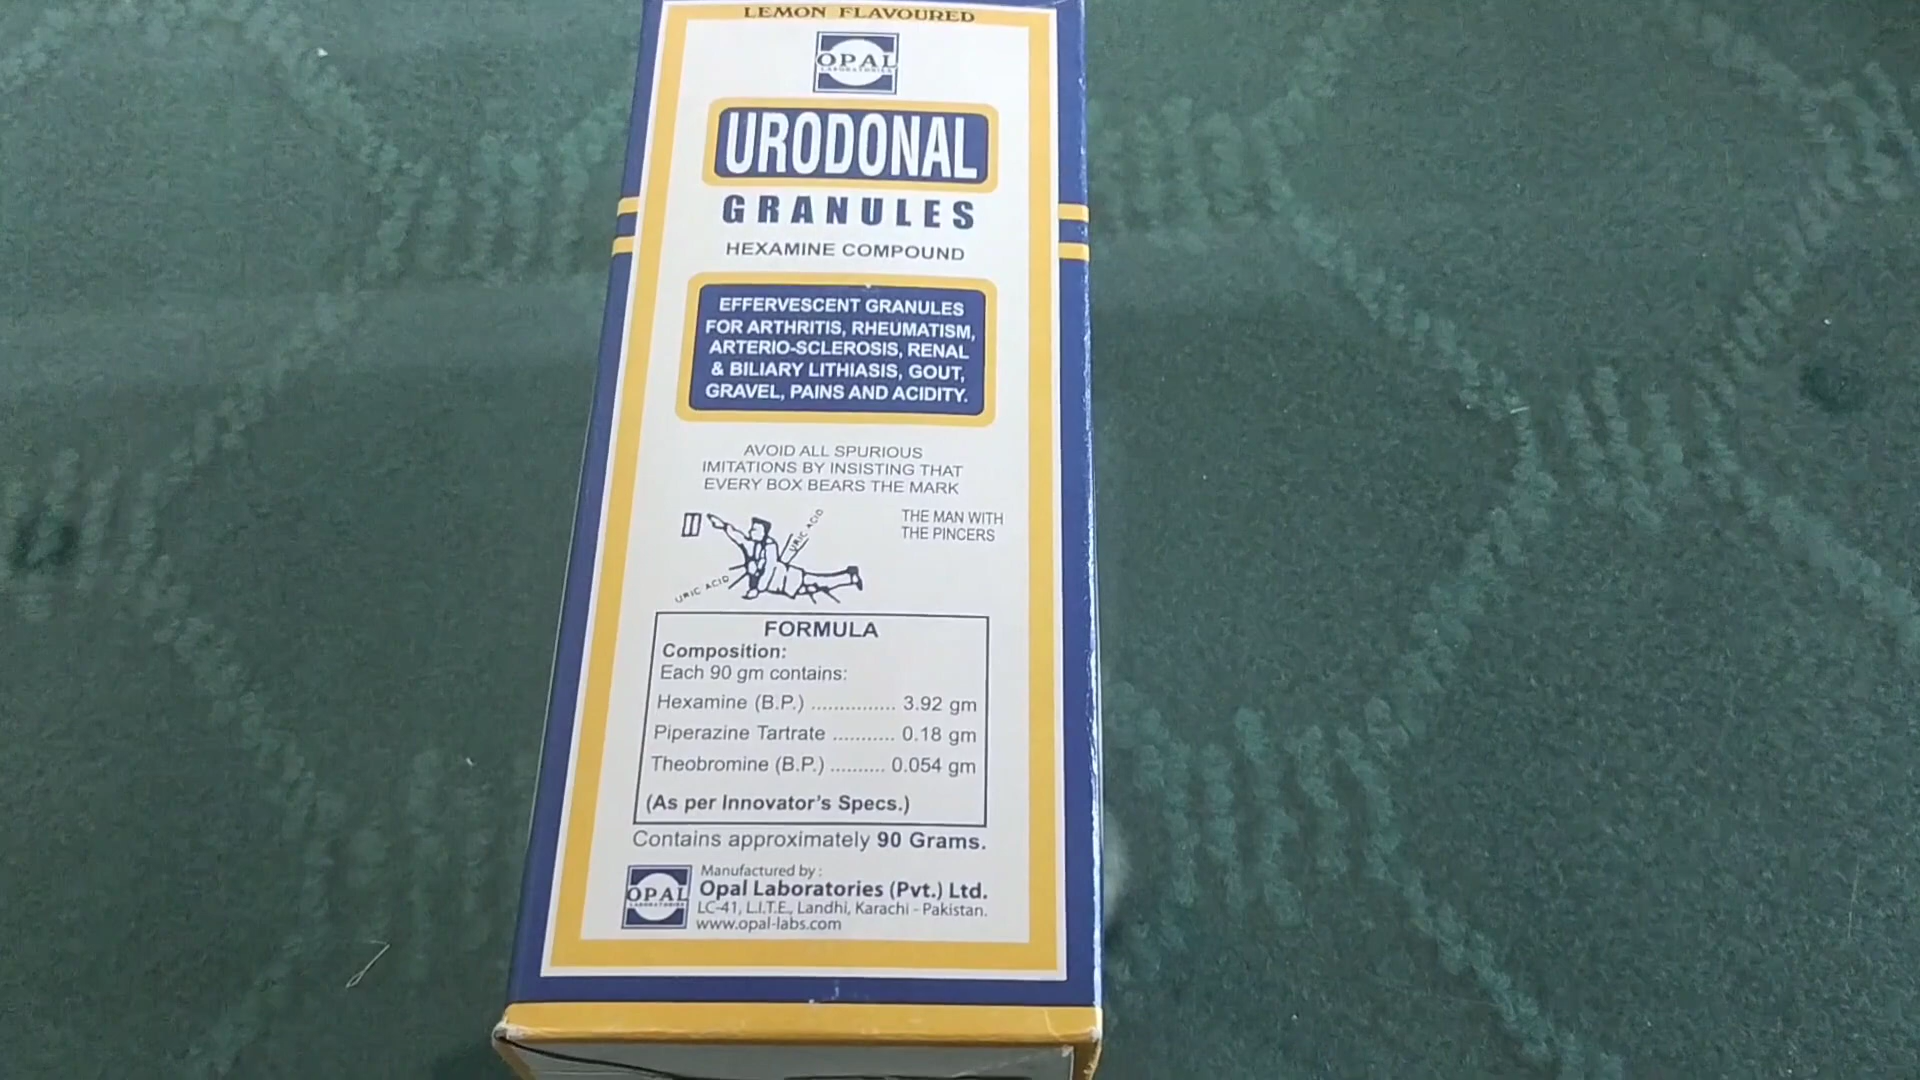 LEMON FLAVOURED
OPAL
LABORATORIES
URODONAL
GRANULES
HEXAMINE COMPOUND
EFFERVESCENT GRANULES
FOR ARTHRITIS, RHEUMATISM,
ARTERIO-SCLEROSIS, RENAL
& BILIARY LITHIASIS, GOUT,
GRAVEL, PAINS AND ACIDITY.
AVOID ALL SPURIOUS
IMITATIONS BY INSISTING THAT
EVERY BOX BEARS THE MARK
THE MAN WITH
THE PINCERS
URIC ACID
URIC ACID
FORMULA
Composition:
Each 90 gm contains:
Hexamine (B.P.) ............... 3.92 gm
Piperazine Tartrate ........... 0.18 gm
Theobromine (B.P.) .......... 0.054 gm
(As per Innovator's Specs.)
Contains approximately 90 Grams.
OPAL
LABORATORIES
Manufactured by :
Opal Laboratories (Pvt.) Ltd.
LC-41, L.I.T.E., Landhi, Karachi - Pakistan.
www.opal-labs.com